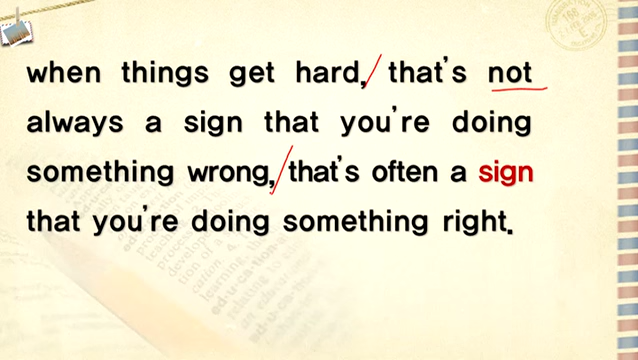 when things get hard, that's not
always a sign that you're doing
something wrong, that's often a sign
that you're doing something right.